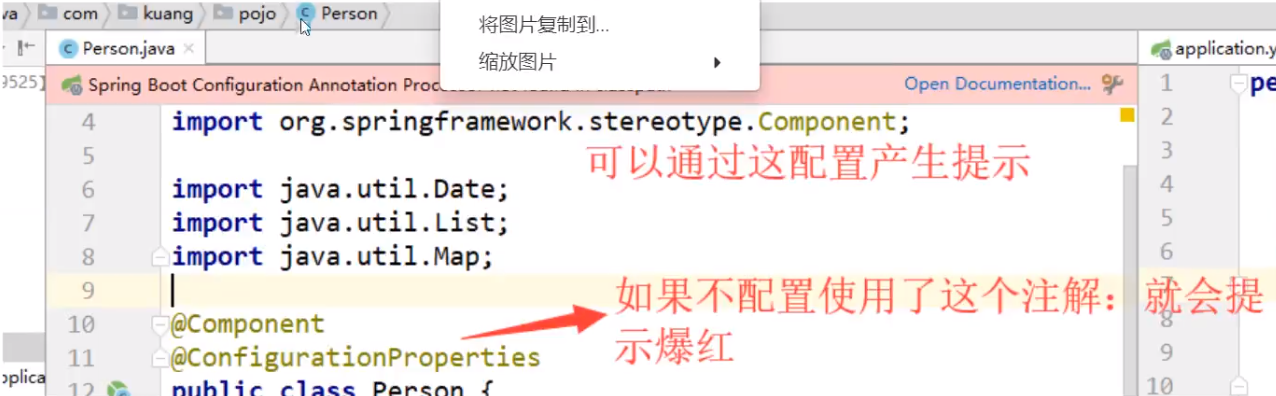 va com kuang pojo Person
将图片复制到...
缩放图片
Person.java
application.y
9525]
Spring Boot Configuration Annotation Proc
Open Documentation...
4 import org.springframework.stereotype.Component;
可以通过这配置产生提示
5
6 import java.util.Date;
7 import java.util.List;
8 import java.util.Map;
9
如果不配置使用了这个注解：就会提
示爆红
10 @Component
11 @ConfigurationProperties
12 public class Person {
pplica
1 pe
2
3
4
5
6
8
9
10